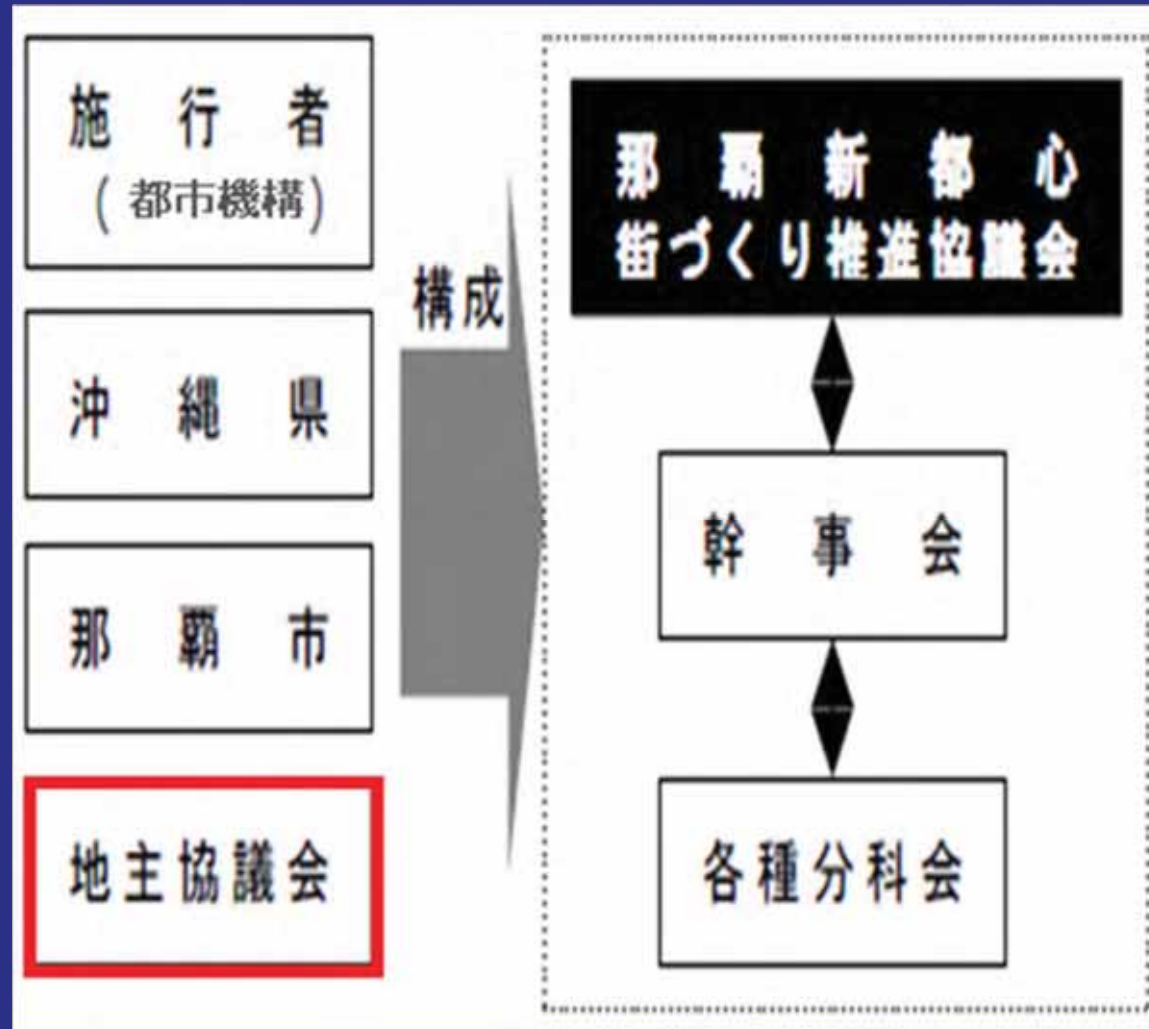 施行者
(都市機構)
沖縄県
那覇市
地主協議会
構成
那覇新都心
街づくり推進協議会
幹事会
各種分科会